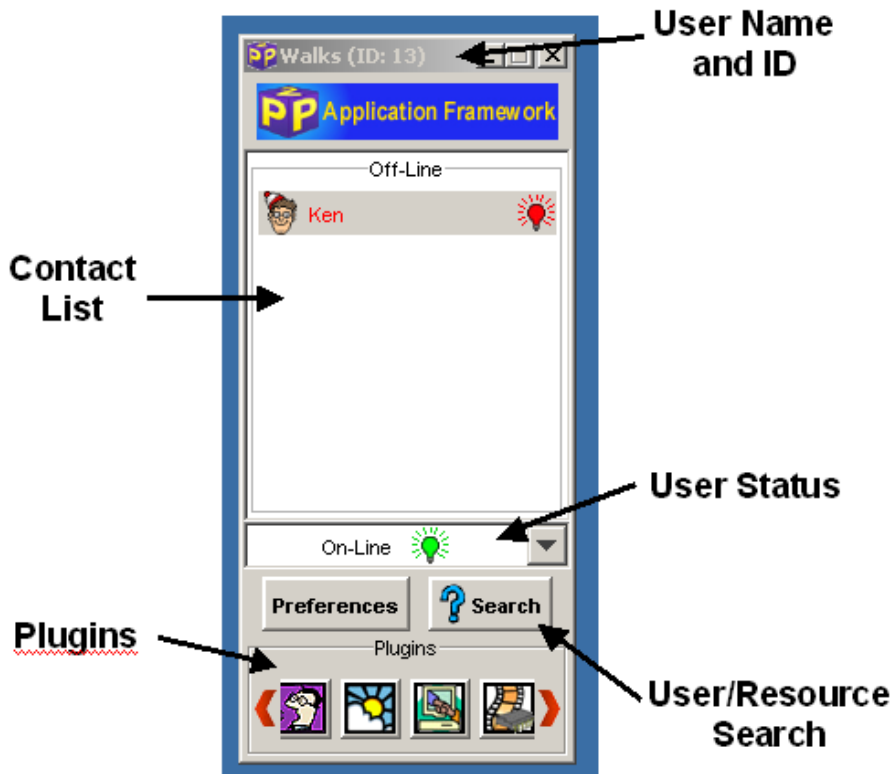 User Name
and ID
Walks (ID: 13)
P2P Application Framework
Off-Line
Ken
Contact
List
User Status
On-Line
Preferences
? Search
Plugins
Plugins
User/Resource
Search